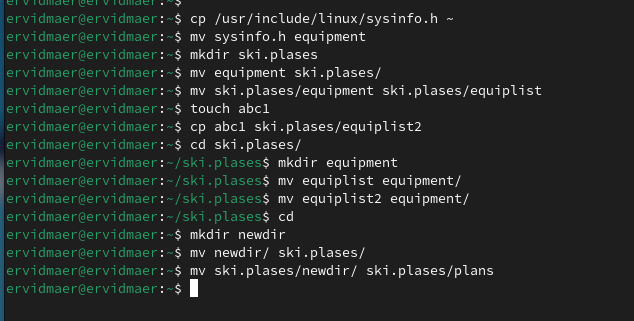 ervidmaer@ervidmaer:~$
ervidmaer@ervidmaer:~$ cp /usr/include/linux/sysinfo.h ~
ervidmaer@ervidmaer:~$ mv sysinfo.h equipment
ervidmaer@ervidmaer:~$ mkdir ski.plases
ervidmaer@ervidmaer:~$ mv equipment ski.plases/
ervidmaer@ervidmaer:~$ mv ski.plases/equipment ski.plases/equiplist
ervidmaer@ervidmaer:~$ touch abc1
ervidmaer@ervidmaer:~$ cp abc1 ski.plases/equiplist2
ervidmaer@ervidmaer:~$ cd ski.plases/
ervidmaer@ervidmaer:~/ski.plases$ mkdir equipment
ervidmaer@ervidmaer:~/ski.plases$ mv equiplist equipment/
ervidmaer@ervidmaer:~/ski.plases$ mv equiplist2 equipment/
ervidmaer@ervidmaer:~/ski.plases$ cd
ervidmaer@ervidmaer:~$ mkdir newdir
ervidmaer@ervidmaer:~$ mv newdir/ ski.plases/
ervidmaer@ervidmaer:~$ mv ski.plases/newdir/ ski.plases/plans
ervidmaer@ervidmaer:~$